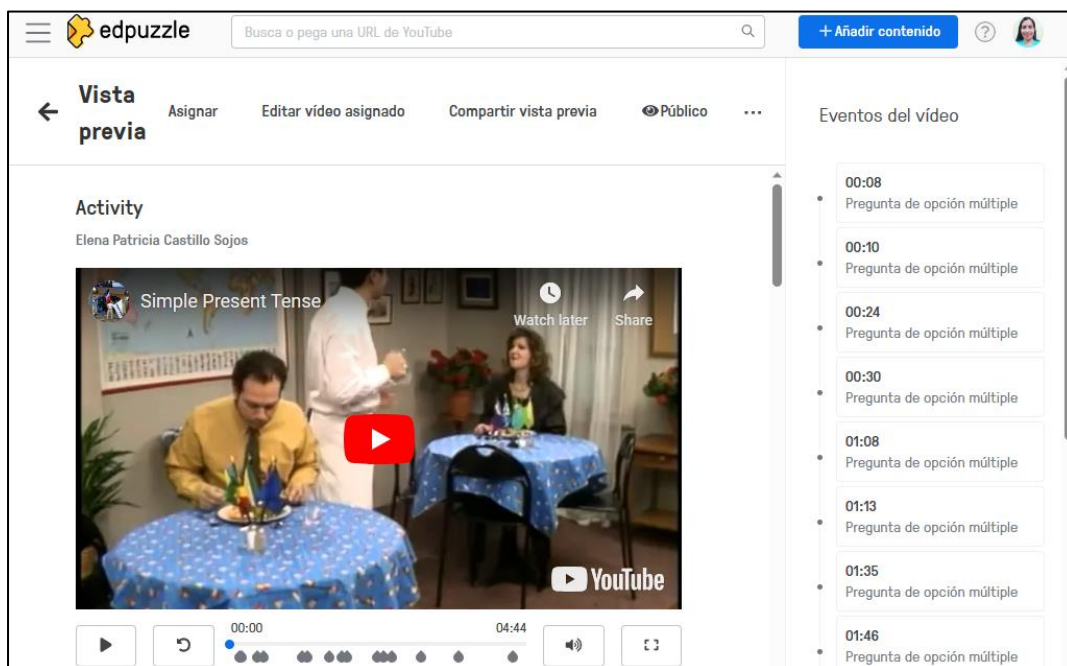 edpuzzle
Busca o pega una URL de YouTube
+ Añadir contenido
?
Vista
previa
Asignar
Editar vídeo asignado
Compartir vista previa
Público
...
Activity
Elena Patricia Castillo Sojos
Simple Present Tense
Watch later
Share
YouTube
00:00
04:44
Eventos del vídeo
00:08
Pregunta de opción múltiple
00:10
Pregunta de opción múltiple
00:24
Pregunta de opción múltiple
00:30
Pregunta de opción múltiple
01:08
Pregunta de opción múltiple
01:13
Pregunta de opción múltiple
01:35
Pregunta de opción múltiple
01:46
Pregunta de opción múltiple